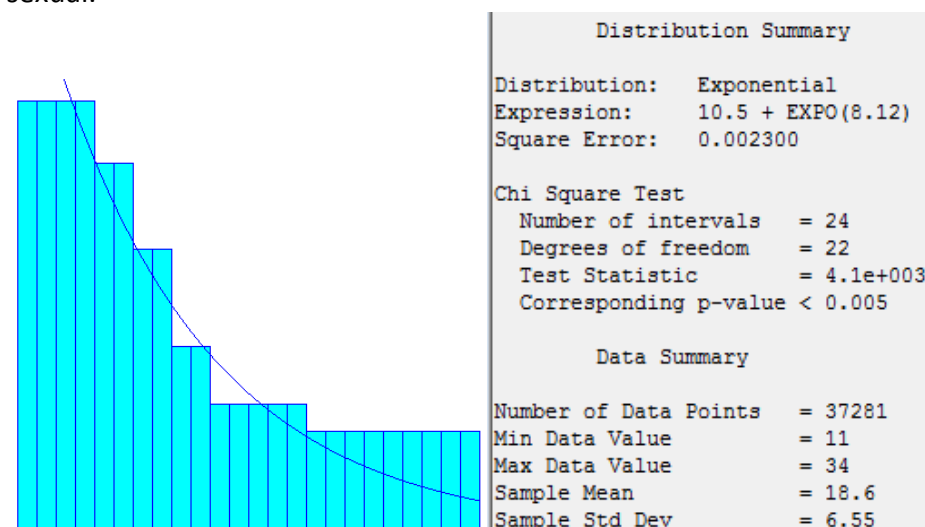 Distribution Summary
Distribution: Exponential
Expression: 10.5 + EXPO(8.12)
Square Error: 0.002300
Chi Square Test
Number of intervals = 24
Degrees of freedom = 22
Test Statistic = 4.1e+003
Corresponding p-value < 0.005
Data Summary
Number of Data Points = 37281
Min Data Value = 11
Max Data Value = 34
Sample Mean = 18.6
Sample Std Dev = 6.55